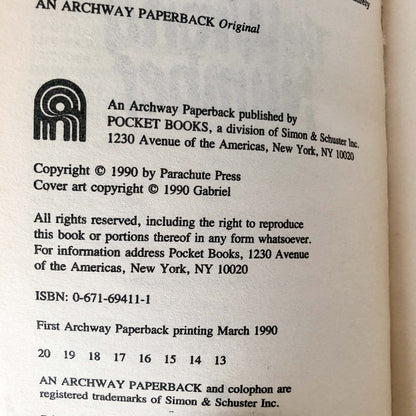 AN ARCHWAY PAPERBACK Original
An Archway Paperback published by
POCKET BOOKS, a division of Simon & Schuster Inc.
1230 Avenue of the Americas, New York, NY 10020
Copyright © 1990 by Parachute Press
Cover art copyright © 1990 Gabriel
All rights reserved, including the right to reproduce
this book or portions thereof in any form whatsoever.
For information address Pocket Books, 1230 Avenue
of the Americas, New York, NY 10020
ISBN: 0-671-69411-1
First Archway Paperback printing March 1990
20 19 18 17 16 15 14 13
AN ARCHWAY PAPERBACK and colophon are
registered trademarks of Simon & Schuster Inc.